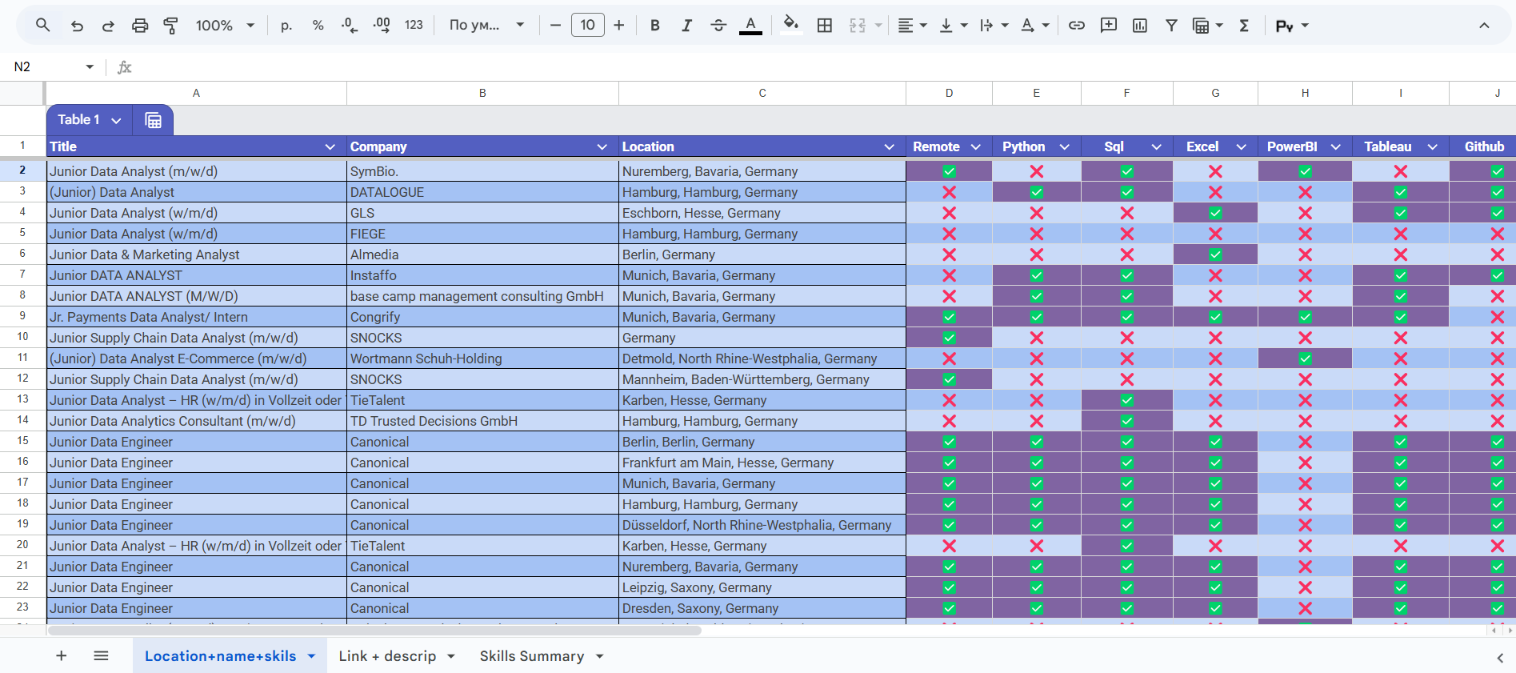 100% р. % .0 .00 123 По ум... 10 B I A Py
N2 fx
A B C D E F G H I J
Table 1
1 Title Company Location Remote Python Sql Excel PowerBI Tableau Github
2 Junior Data Analyst (m/w/d) SymBio. Nuremberg, Bavaria, Germany
3 (Junior) Data Analyst DATALOGUE Hamburg, Hamburg, Germany
4 Junior Data Analyst (w/m/d) GLS Eschborn, Hesse, Germany
5 Junior Data Analyst (w/m/d) FIEGE Hamburg, Hamburg, Germany
6 Junior Data & Marketing Analyst Almedia Berlin, Germany
7 Junior DATA ANALYST Instaffo Munich, Bavaria, Germany
8 Junior DATA ANALYST (M/W/D) base camp management consulting GmbH Munich, Bavaria, Germany
9 Jr. Payments Data Analyst/ Intern Congrify Munich, Bavaria, Germany
10 Junior Supply Chain Data Analyst (m/w/d) SNOCKS Germany
11 (Junior) Data Analyst E-Commerce (m/w/d) Wortmann Schuh-Holding Detmold, North Rhine-Westphalia, Germany
12 Junior Supply Chain Data Analyst (m/w/d) SNOCKS Mannheim, Baden-Württemberg, Germany
13 Junior Data Analyst – HR (w/m/d) in Vollzeit oder TieTalent Karben, Hesse, Germany
14 Junior Data Analytics Consultant (m/w/d) TD Trusted Decisions GmbH Hamburg, Hamburg, Germany
15 Junior Data Engineer Canonical Berlin, Berlin, Germany
16 Junior Data Engineer Canonical Frankfurt am Main, Hesse, Germany
17 Junior Data Engineer Canonical Munich, Bavaria, Germany
18 Junior Data Engineer Canonical Hamburg, Hamburg, Germany
19 Junior Data Engineer Canonical Düsseldorf, North Rhine-Westphalia, Germany
20 Junior Data Analyst – HR (w/m/d) in Vollzeit oder TieTalent Karben, Hesse, Germany
21 Junior Data Engineer Canonical Nuremberg, Bavaria, Germany
22 Junior Data Engineer Canonical Leipzig, Saxony, Germany
23 Junior Data Engineer Canonical Dresden, Saxony, Germany
Location+name+skils Link + descrip Skills Summary